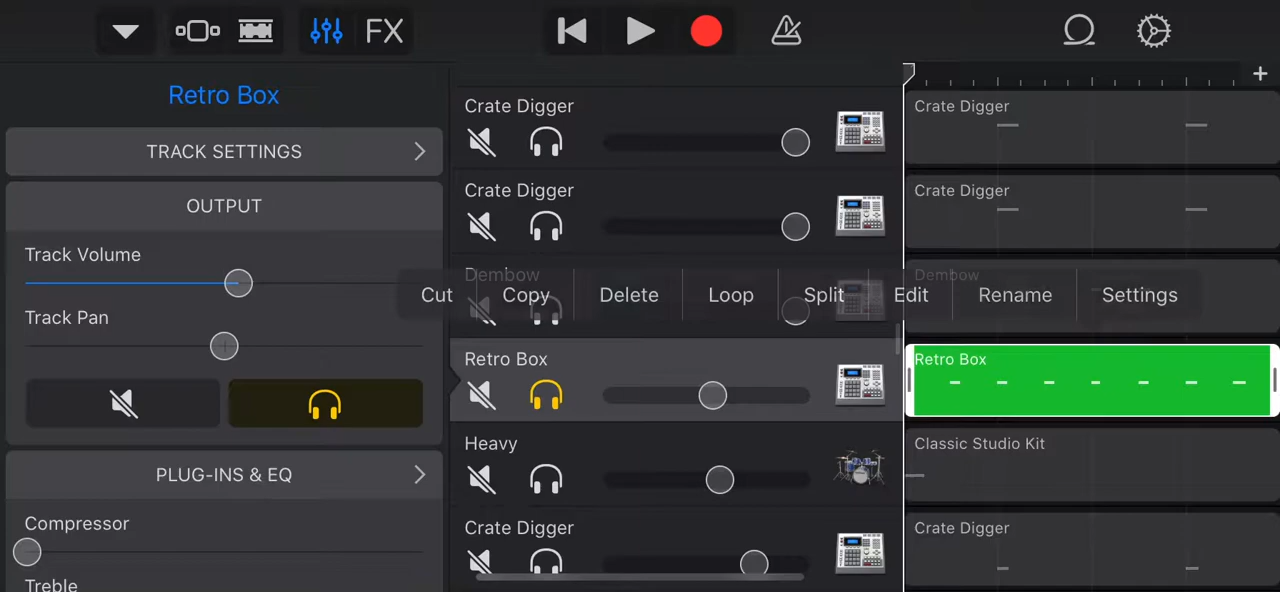 FX
Retro Box
TRACK SETTINGS
OUTPUT
Track Volume
Track Pan
PLUG-INS & EQ
Compressor
Treble
Crate Digger
Crate Digger
Dembow
Cut Copy Delete Loop Split Edit Rename Settings
Retro Box
Heavy
Crate Digger
Crate Digger
Crate Digger
Dembow
Retro Box
Classic Studio Kit
Crate Digger